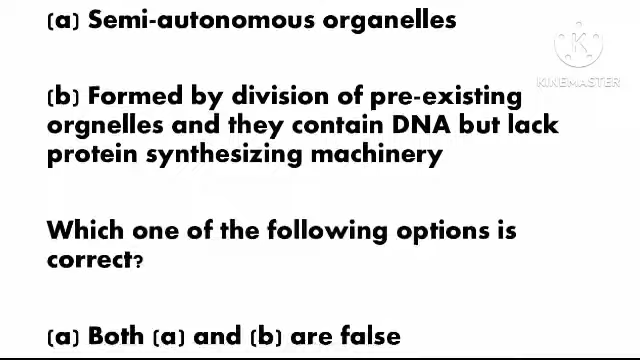 (a) Semi-autonomous organelles
KINEMASTER
(b) Formed by division of pre-existing
orgnelles and they contain DNA but lack
protein synthesizing machinery
Which one of the following options is
correct?
(a) Both (a) and (b) are false